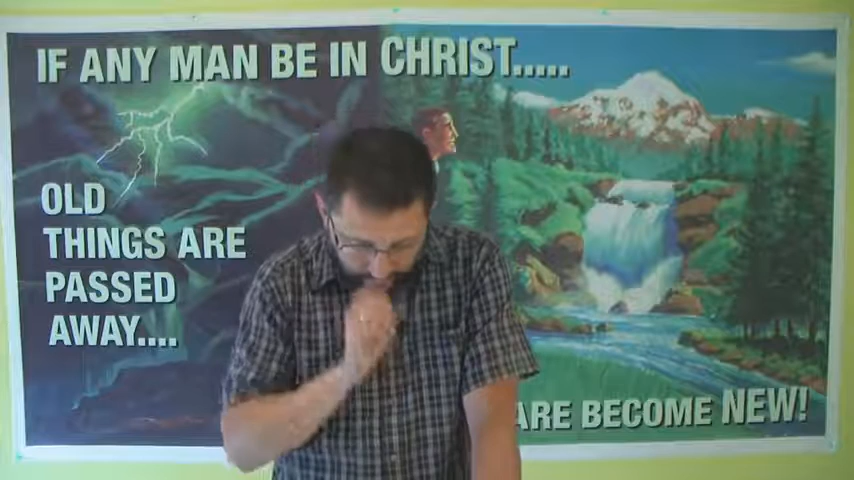 IF ANY MAN BE IN CHRIST.....
OLD
THINGS ARE
PASSED
AWAY....
ARE BECOME NEW!